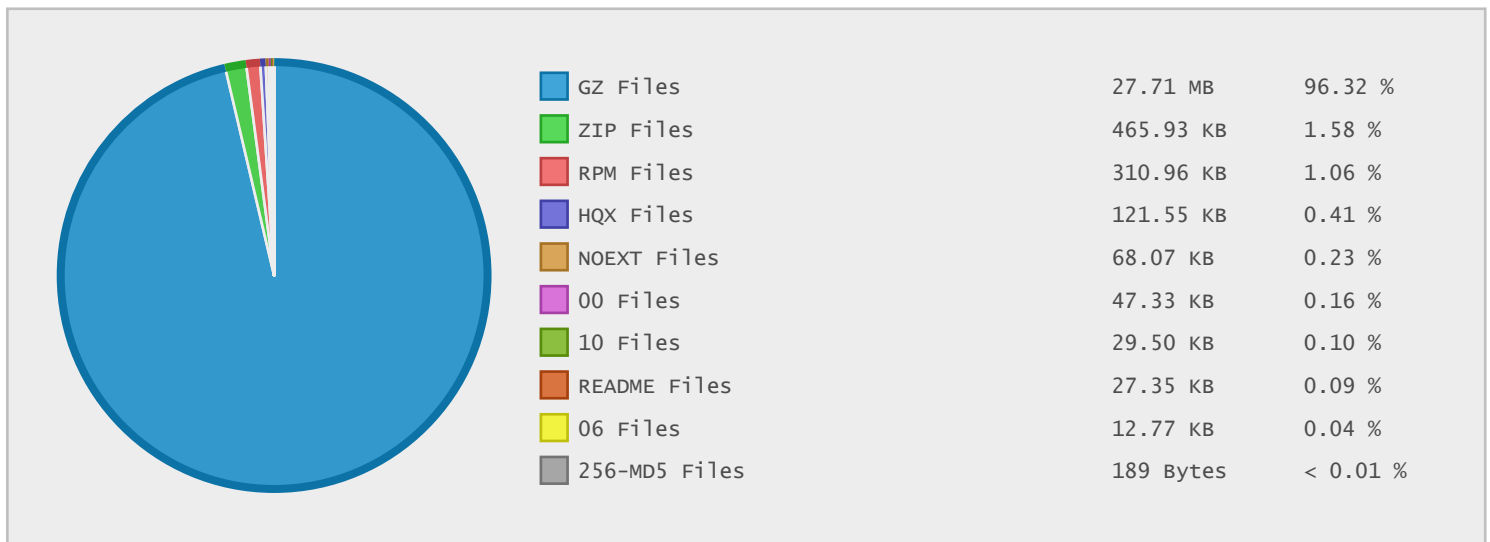 GZ Files 27.71 MB 96.32 %
ZIP Files 465.93 KB 1.58 %
RPM Files 310.96 KB 1.06 %
HQX Files 121.55 KB 0.41 %
NOEXT Files 68.07 KB 0.23 %
00 Files 47.33 KB 0.16 %
10 Files 29.50 KB 0.10 %
README Files 27.35 KB 0.09 %
06 Files 12.77 KB 0.04 %
256-MD5 Files 189 Bytes < 0.01 %